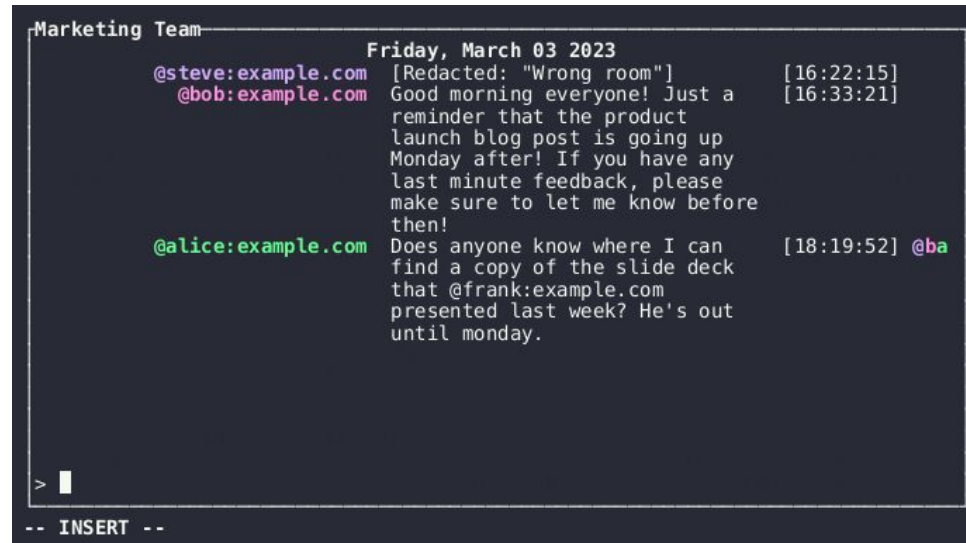 Marketing Team
Friday, March 03 2023
@steve:example.com [Redacted: "Wrong room"] [16:22:15]
@bob:example.com Good morning everyone! Just a [16:33:21]
reminder that the product
launch blog post is going up
Monday after! If you have any
last minute feedback, please
make sure to let me know before
then!
@alice:example.com Does anyone know where I can [18:19:52] @ba
find a copy of the slide deck
that @frank:example.com
presented last week? He's out
until monday.
>
-- INSERT --